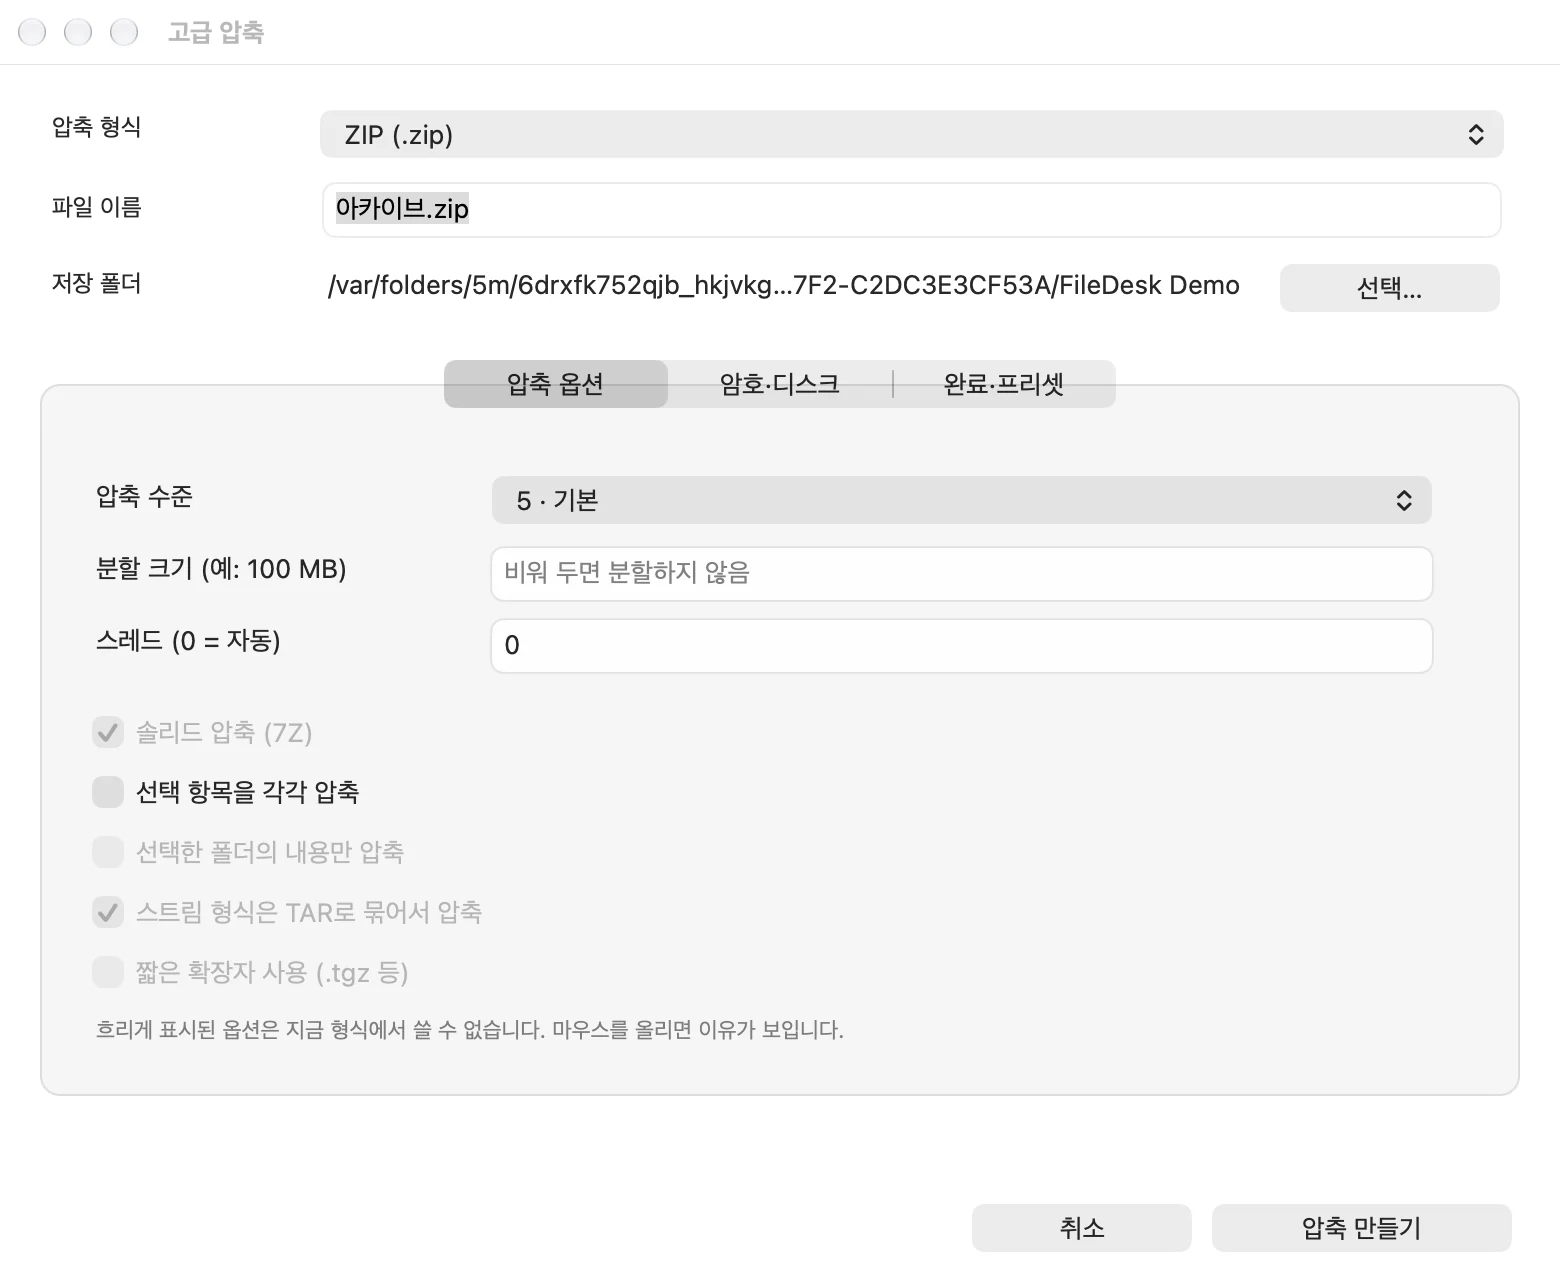 고급 압축
압축 형식
ZIP (.zip)
파일 이름
아카이브.zip
저장 폴더
/var/folders/5m/6drxfk752qjb_hkjvkg...7F2-C2DC3E3CF53A/FileDesk Demo
선택...
압축 옵션
암호·디스크
완료·프리셋
압축 수준
5 · 기본
분할 크기 (예: 100 MB)
비워 두면 분할하지 않음
스레드 (0 = 자동)
0
솔리드 압축 (7Z)
선택 항목을 각각 압축
선택한 폴더의 내용만 압축
스트림 형식은 TAR로 묶어서 압축
짧은 확장자 사용 (.tgz 등)
흐리게 표시된 옵션은 지금 형식에서 쓸 수 없습니다. 마우스를 올리면 이유가 보입니다.
취소
압축 만들기